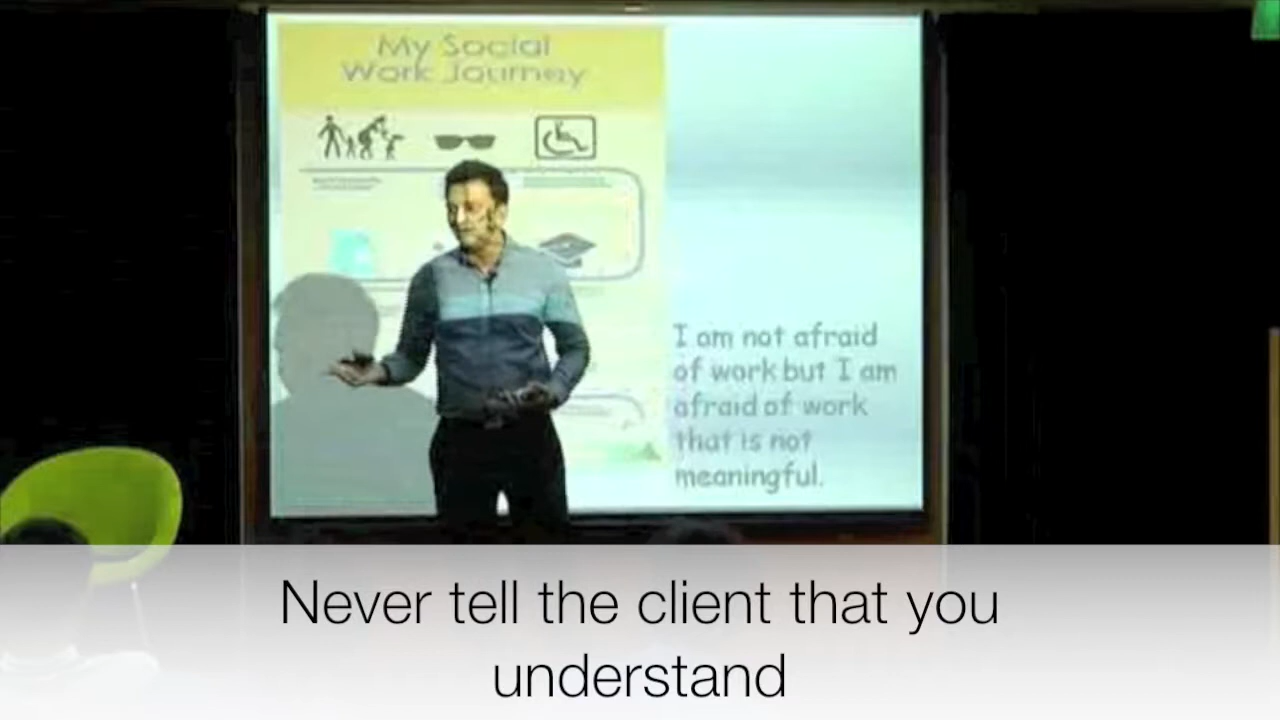 My Social
Work Journey
I am not afraid
of work but I am
afraid of work
that is not
meaningful.
Never tell the client that you
understand